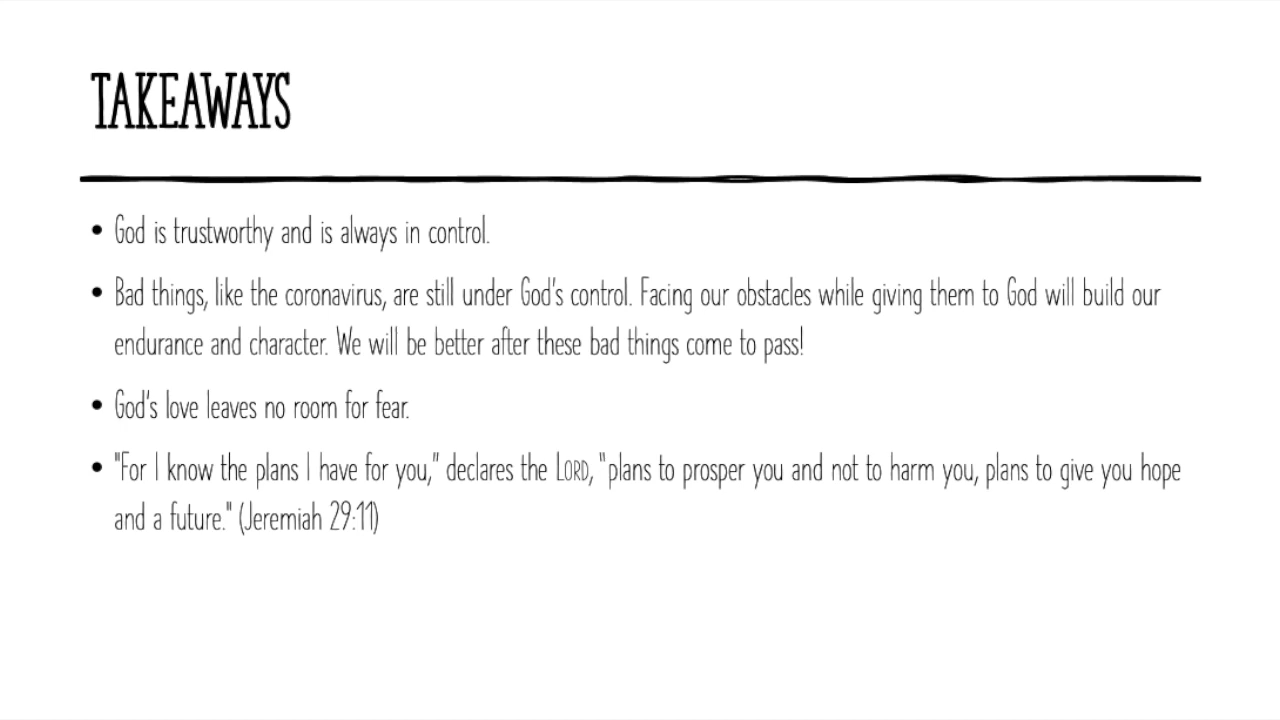 TAKEAWAYS
• God is trustworthy and is always in control.
• Bad things, like the coronavirus, are still under God's control. Facing our obstacles while giving them to God will build our
endurance and character. We will be better after these bad things come to pass!
• God's love leaves no room for fear.
• "For I know the plans I have for you," declares the LORD, "plans to prosper you and not to harm you, plans to give you hope
and a future." (Jeremiah 29:11)